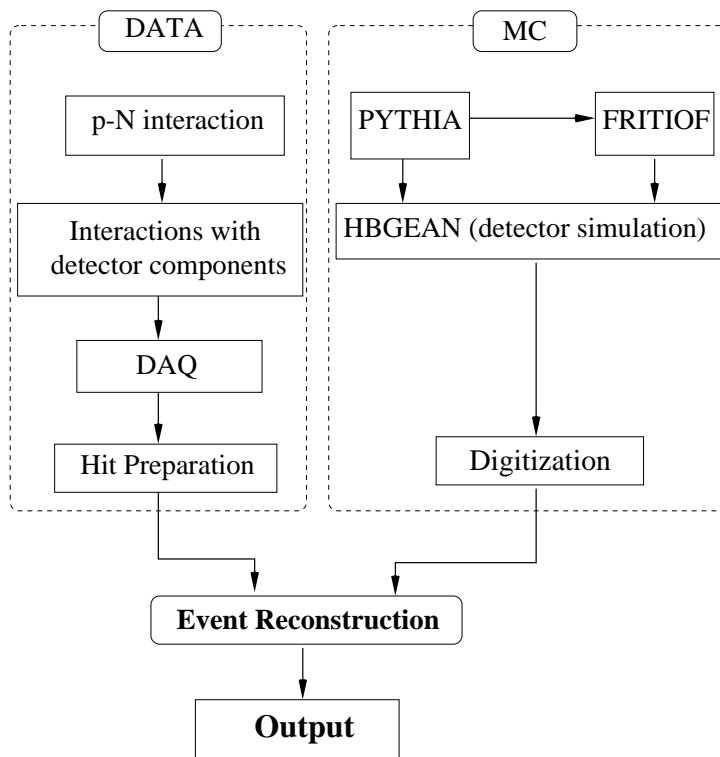 DATA
p-N interaction
Interactions with
detector components
DAQ
Hit Preparation
MC
PYTHIA
FRITIOF
HBGEAN (detector simulation)
Digitization
Event Reconstruction
Output